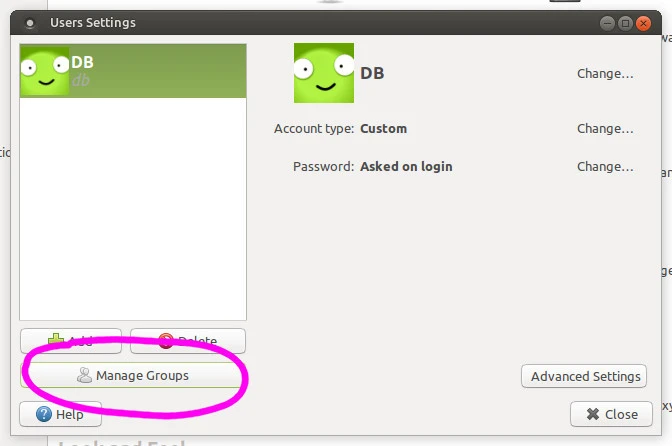 Users Settings
DB
db
DB
Change...
Account type: Custom
Change...
Password: Asked on login
Change...
Add
Delete
Manage Groups
Advanced Settings
Help
Close